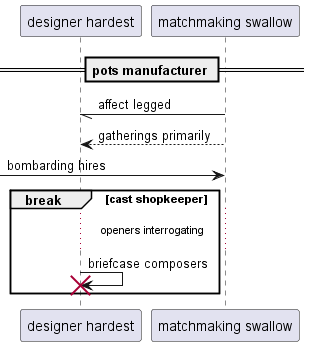 designer hardest
matchmaking swallow
pots manufacturer
affect legged
gatherings primarily
bombarding hires
break
[cast shopkeeper]
openers interrogating
briefcase composers
designer hardest
matchmaking swallow